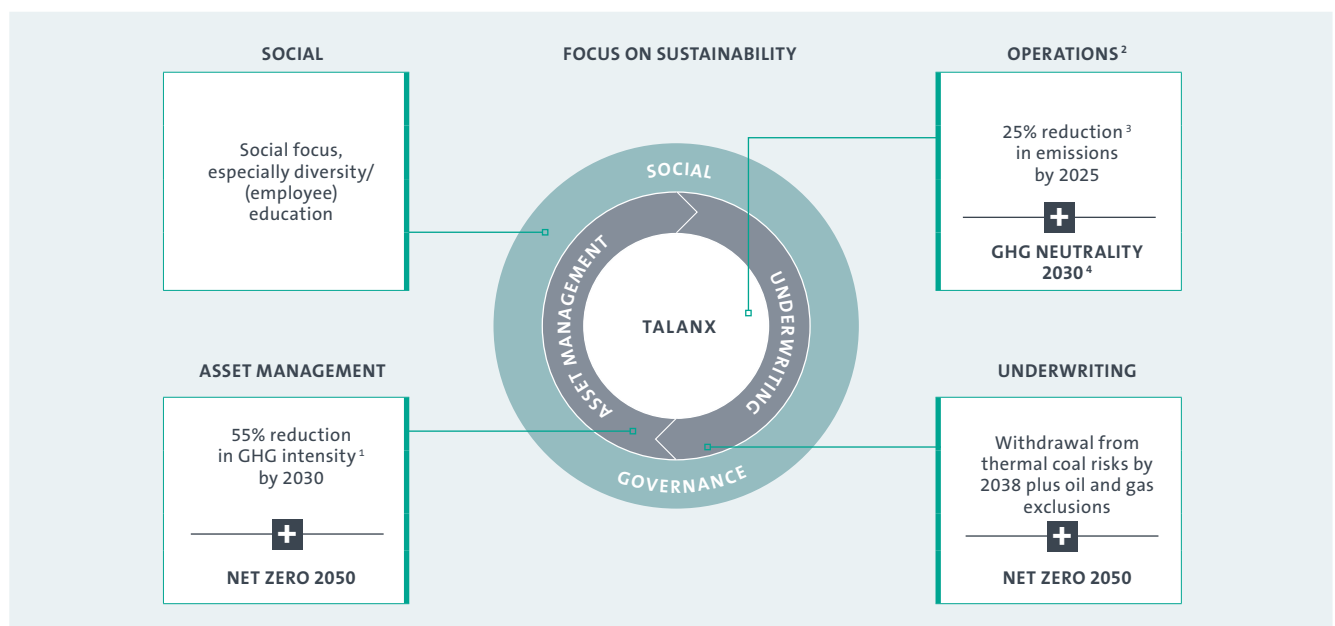 FOCUS ON SUSTAINABILITY
SOCIAL
Social focus,
especially diversity/
(employee)
education
OPERATIONS ²
25% reduction ³
in emissions
by 2025
GHG NEUTRALITY
2030 ⁴
SOCIAL
ASSET MANAGEMENT
TALANX
UNDERWRITING
GOVERNANCE
ASSET MANAGEMENT
55% reduction
in GHG intensity ¹
by 2030
NET ZERO 2050
UNDERWRITING
Withdrawal from
thermal coal risks by
2038 plus oil and gas
exclusions
NET ZERO 2050